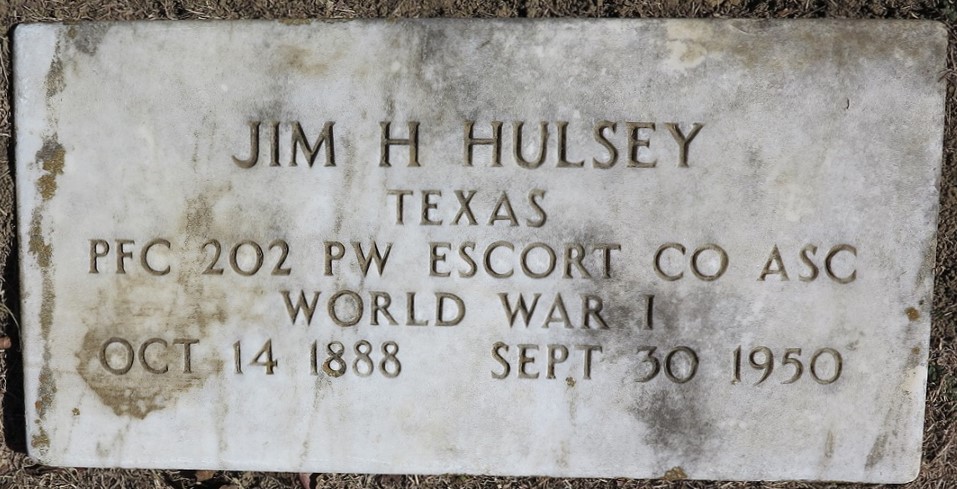 JIM H HULSEY
TEXAS
PFC 202 PW ESCORT CO ASC
WORLD WAR I
OCT 14 1888 SEPT 30 1950